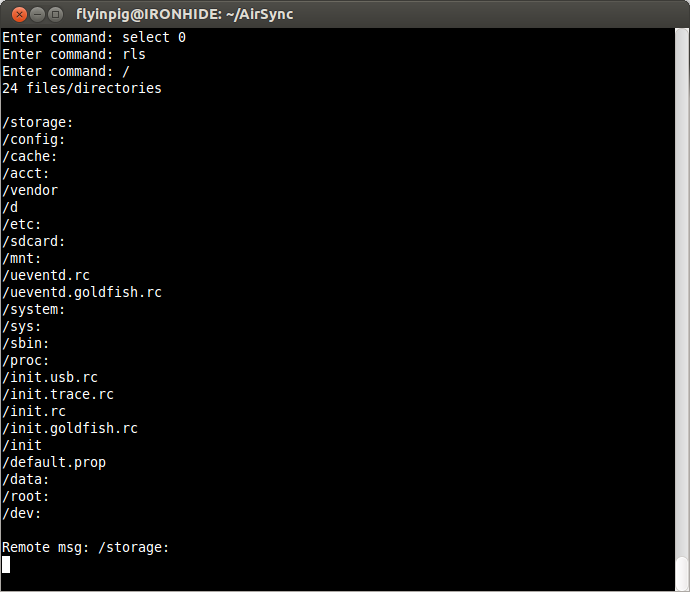 flyinpig@IRONHIDE: ~/AirSync
Enter command: select 0
Enter command: rls
Enter command: /
24 files/directories
/storage:
/config:
/cache:
/acct:
/vendor
/d
/etc:
/sdcard:
/mnt:
/ueventd.rc
/ueventd.goldfish.rc
/system:
/sys:
/sbin:
/proc:
/init.usb.rc
/init.trace.rc
/init.rc
/init.goldfish.rc
/init
/default.prop
/data:
/root:
/dev:
Remote msg: /storage: